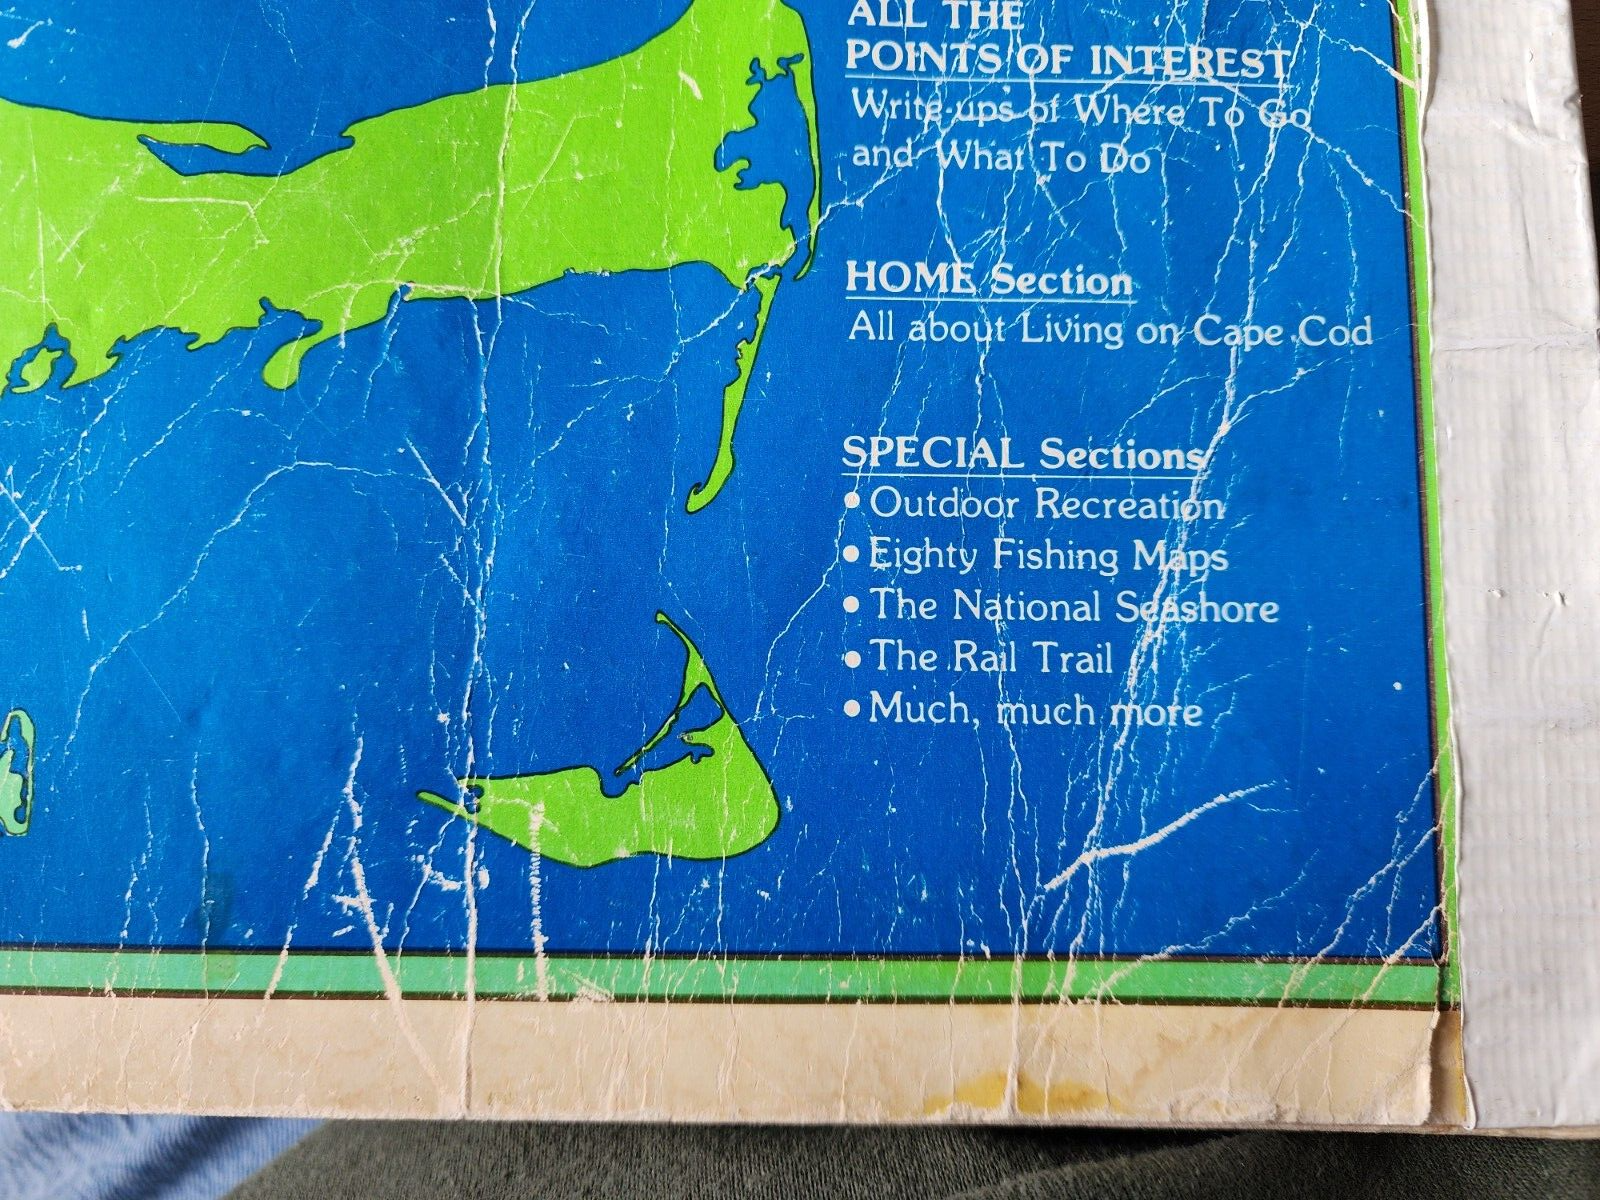 ALL THE
POINTS OF INTEREST
Write-ups of Where To Go
and What To Do
HOME Section
All about Living on Cape Cod
SPECIAL Sections
• Outdoor Recreation
• Eighty Fishing Maps
• The National Seashore
• The Rail Trail
• Much, much more